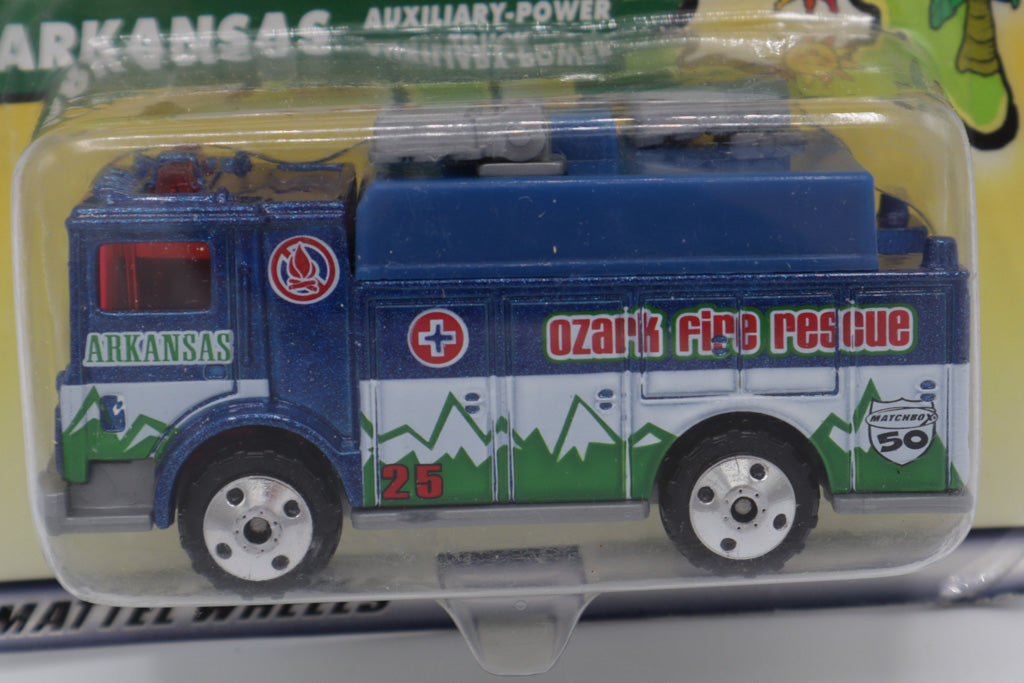 ARKANSAS
AUXILIARY-POWER
ARKANSAS
OZARK FIRE RESCUE
MATCHBOX
50
25
MATTEL WHEELS